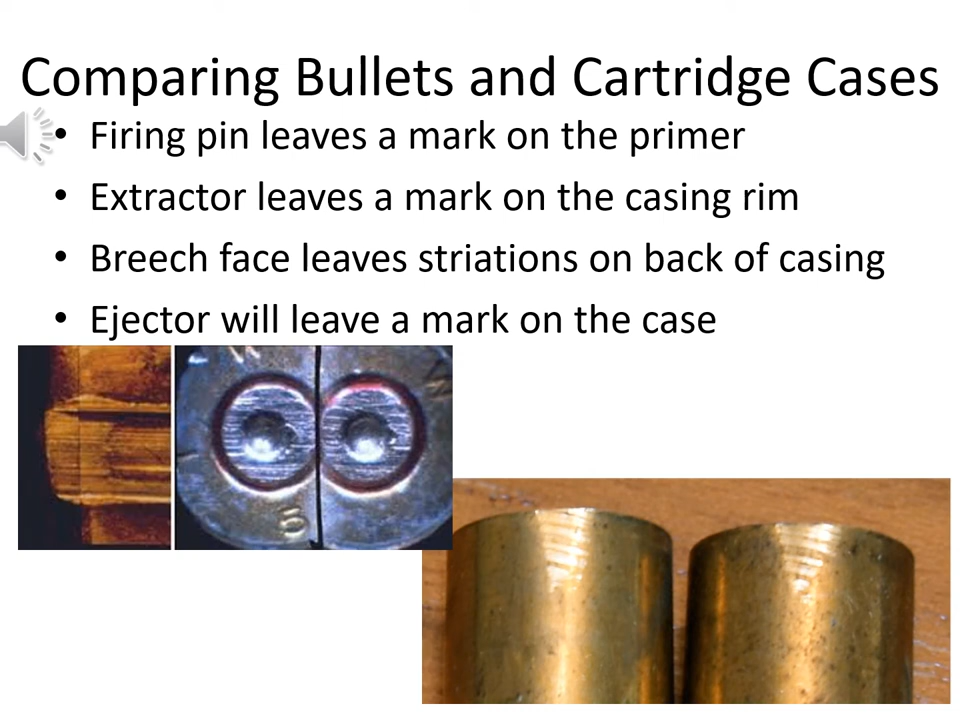 Comparing Bullets and Cartridge Cases
• Firing pin leaves a mark on the primer
• Extractor leaves a mark on the casing rim
• Breech face leaves striations on back of casing
• Ejector will leave a mark on the case